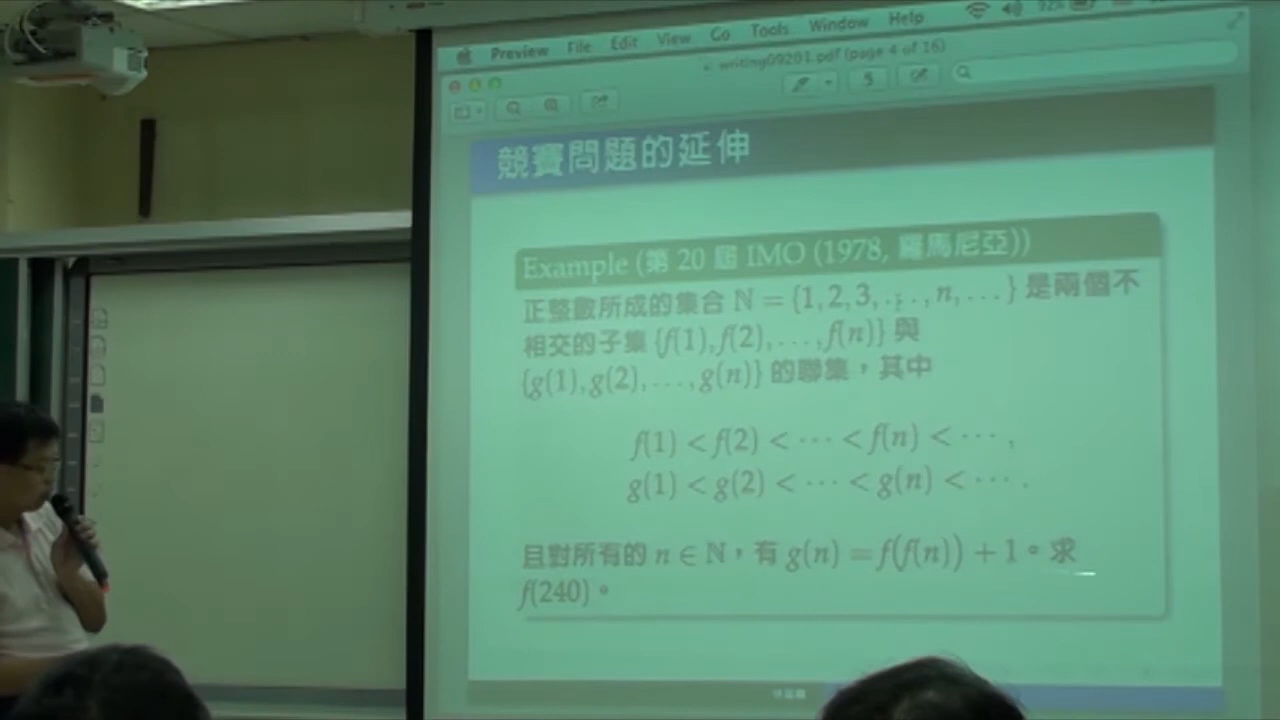 Preview File Edit View Go Tools Window Help 92%
writing09201.pdf (page 4 of 16)
競賽問題的延伸
Example (第 20 屆 IMO (1978, 羅馬尼亞))
正整數所成的集合 N = {1, 2, 3, . . . , n, . . . } 是兩個不
相交的子集 {f(1), f(2), . . . , f(n)} 與
{g(1), g(2), . . . , g(n)} 的聯集，其中
f(1) < f(2) < ··· < f(n) < ··· ,
g(1) < g(2) < ··· < g(n) < ··· .
且對所有的 n ∈ N，有 g(n) = f(f(n)) + 1。求
f(240)。